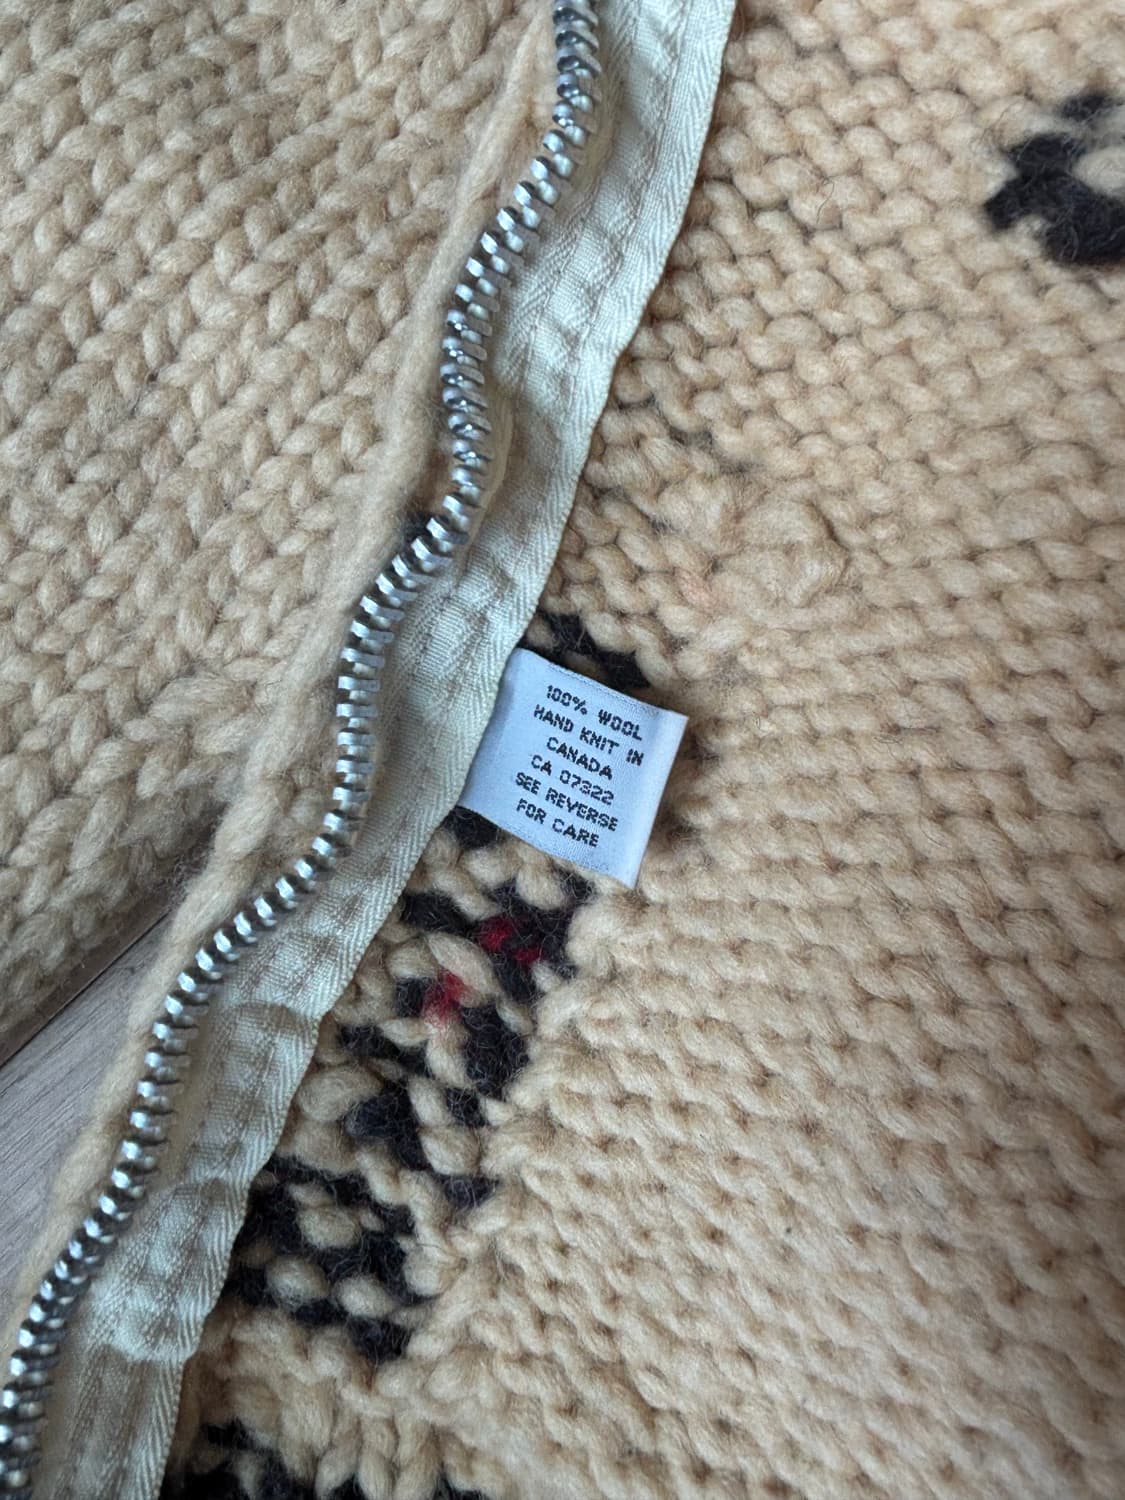 100% WOOL
HAND KNIT IN
CANADA
CA 07322
SEE REVERSE
FOR CARE